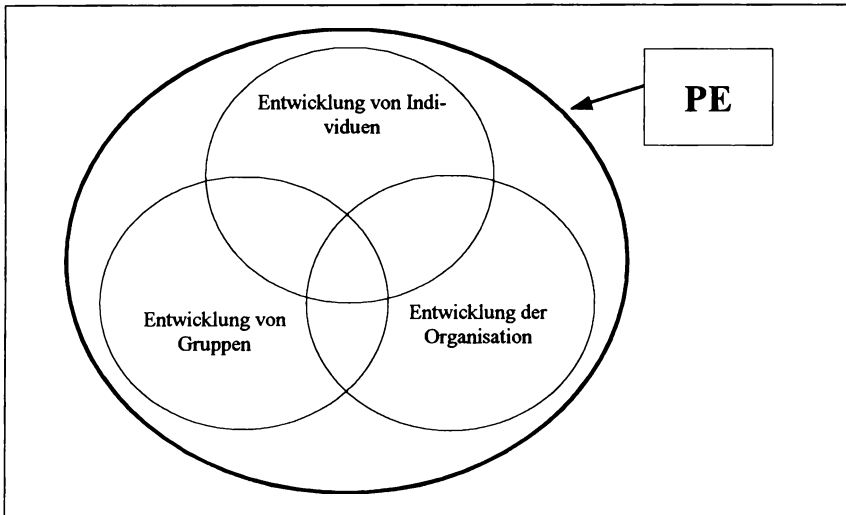 Entwicklung von Indi-
viduen
PE
Entwicklung von
Gruppen
Entwicklung der
Organisation